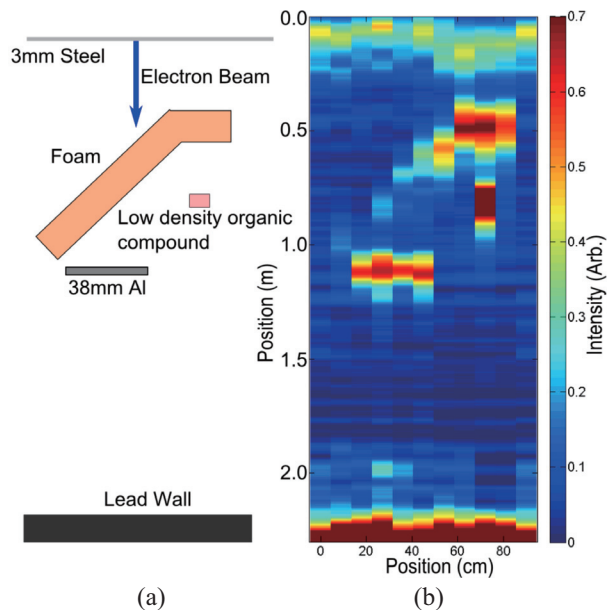 3mm Steel
Electron Beam
Foam
Low density organic
compound
38mm Al
Lead Wall
(a)
0.0
0.5
1.0
1.5
2.0
Position (m)
0 20 40 60 80
Position (cm)
0.7
0.6
0.5
0.4
0.3
0.2
0.1
0
Intensity (Arb.)
(b)